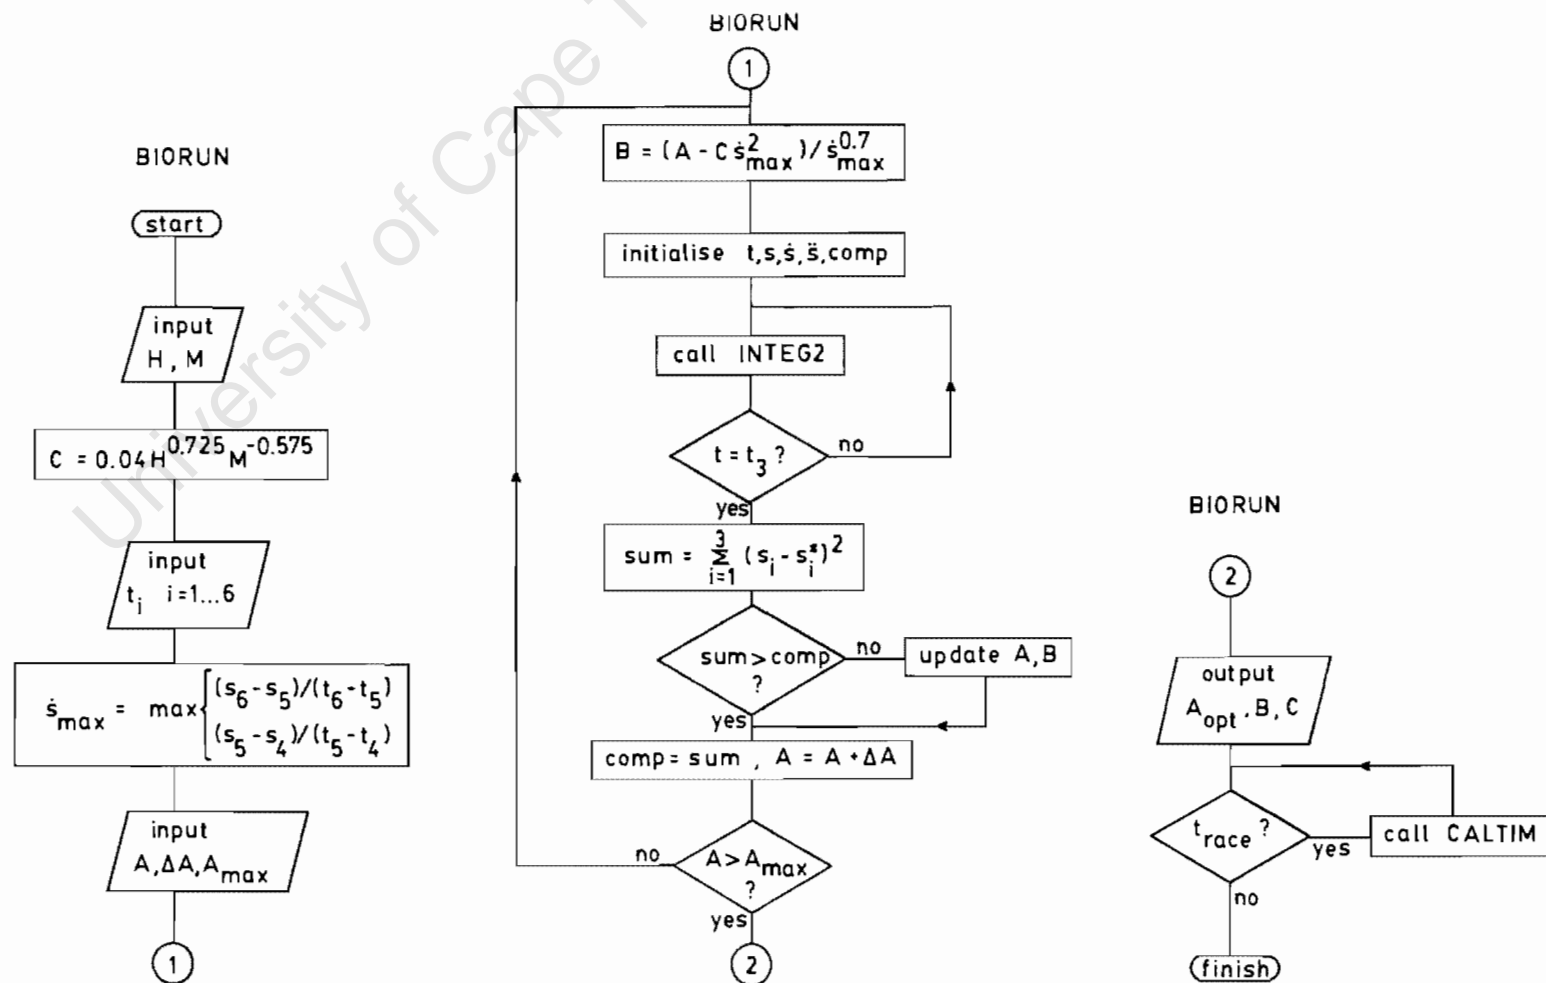 BIORUN
start
input
H, M
C = 0.04H^0.725 M^-0.575
input
t_i i=1...6
ṡ_max = max{ (s_6 - s_5)/(t_6 - t_5)
(s_5 - s_4)/(t_5 - t_4)
input
A, ΔA, A_max
1
BIORUN
1
B = (A - Cṡ²_max)/ṡ^0.7_max
initialise t, s, ṡ, s̈, comp
call INTEG2
t = t_3 ?
no
yes
sum = Σ_{i=1}^{3} (s_i - s_i*)²
sum > comp
?
no
update A, B
yes
comp = sum , A = A + ΔA
no
A > A_max
?
yes
2
BIORUN
2
output
A_opt, B, C
t_race ?
yes
call CALTIM
no
finish
University of Cape T